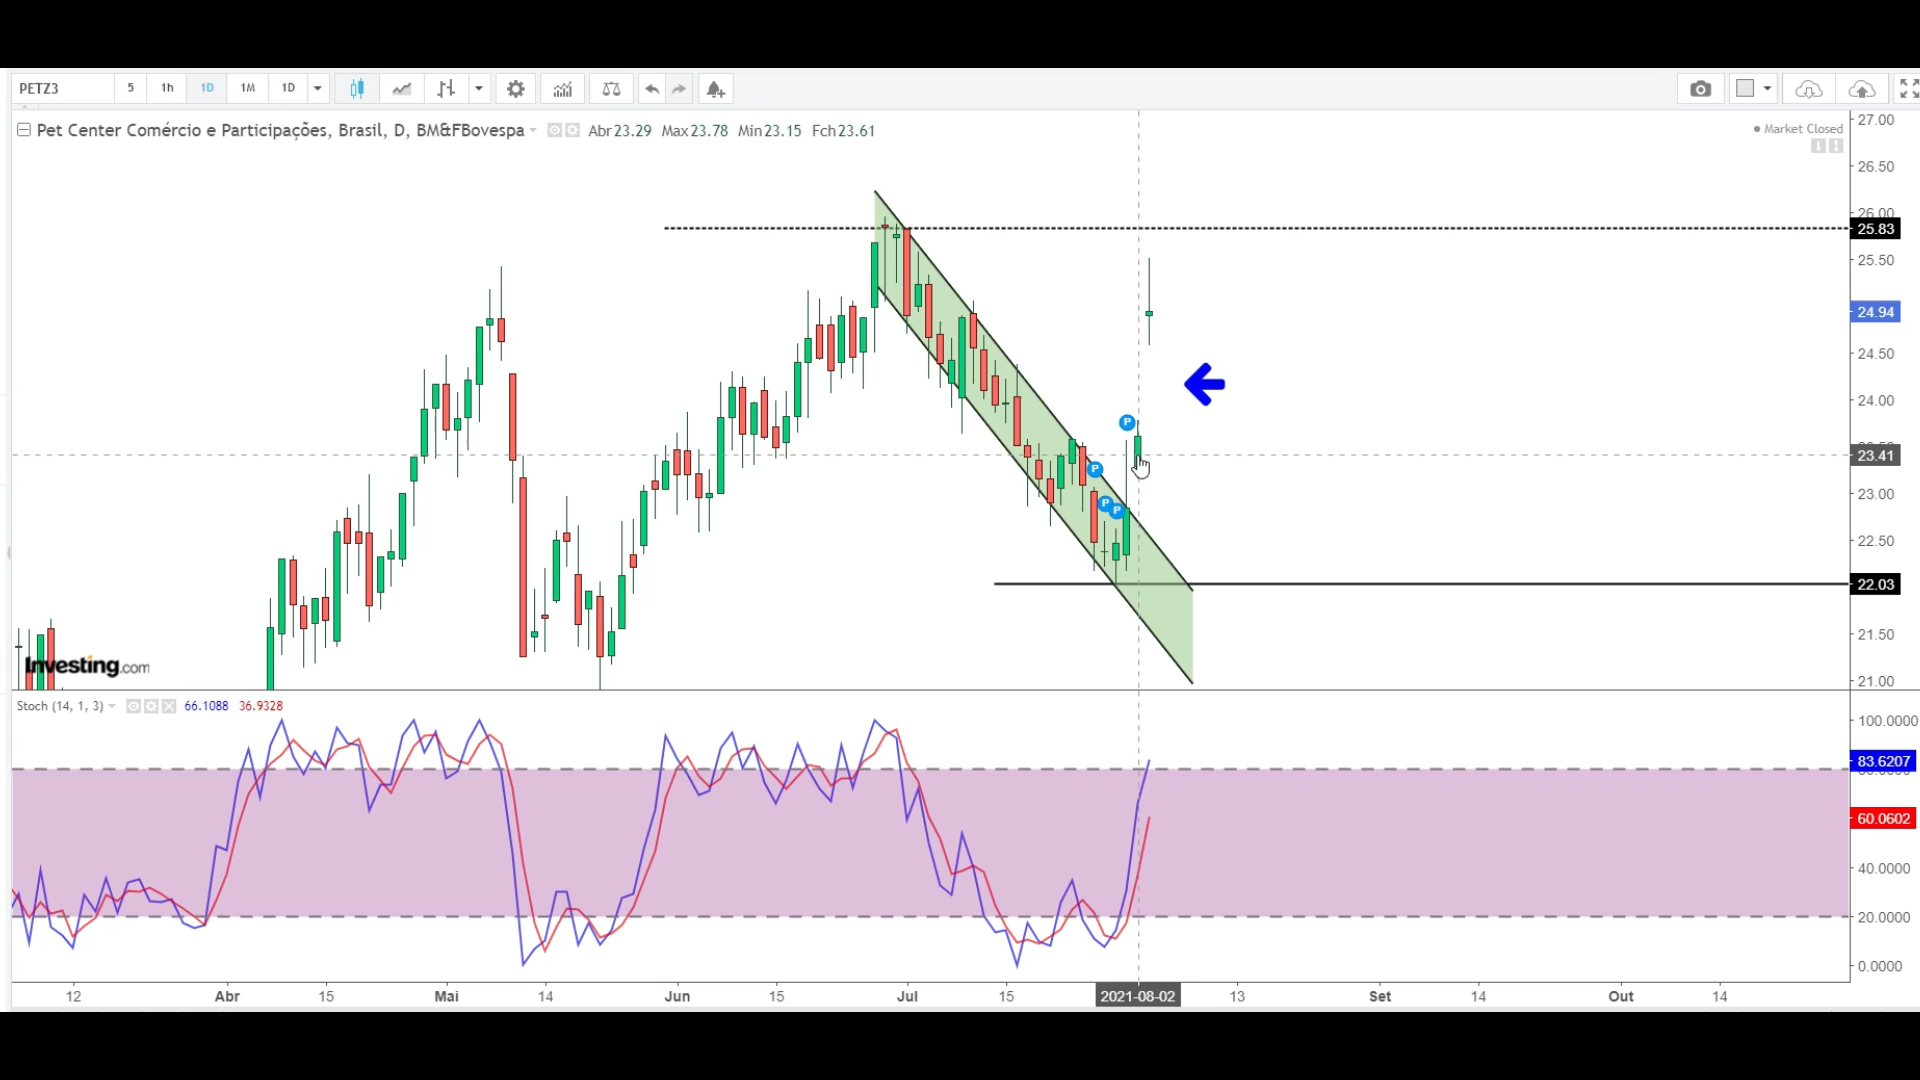 PETZ3 5 1h 1D 1M 1D
Pet Center Comércio e Participações, Brasil, D, BM&FBovespa Abr23.29 Max23.78 Min23.15 Fch23.61
Market Closed
27.00
26.50
26.00
25.83
25.50
24.94
24.50
24.00
23.41
23.00
22.50
22.03
21.50
21.00
P
P
P
P
Investing.com
Stoch (14, 1, 3) 66.1088 36.9328
100.0000
83.6207
60.0602
40.0000
20.0000
0.0000
12 Abr 15 Mai 14 Jun 15 Jul 15 2021-08-02 13 Set 14 Out 14